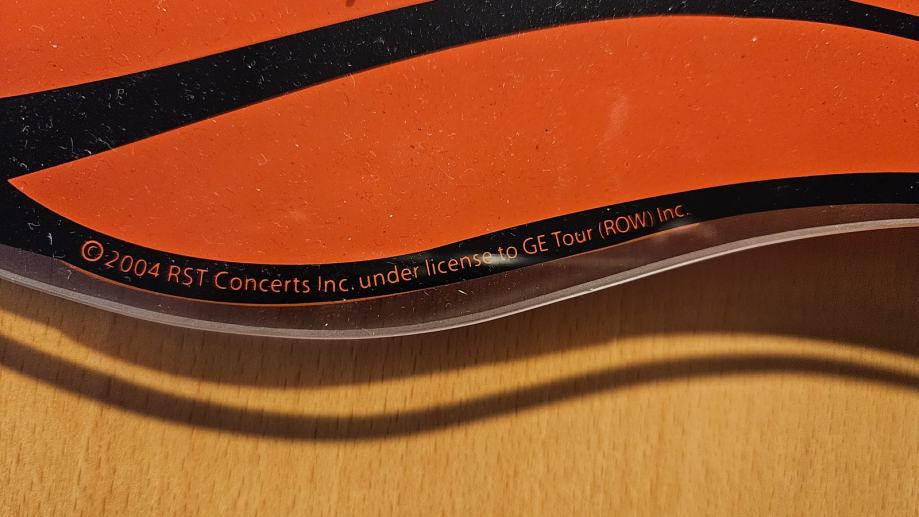 © 2004 RST Concerts Inc. under license to GE Tour (ROW) Inc.